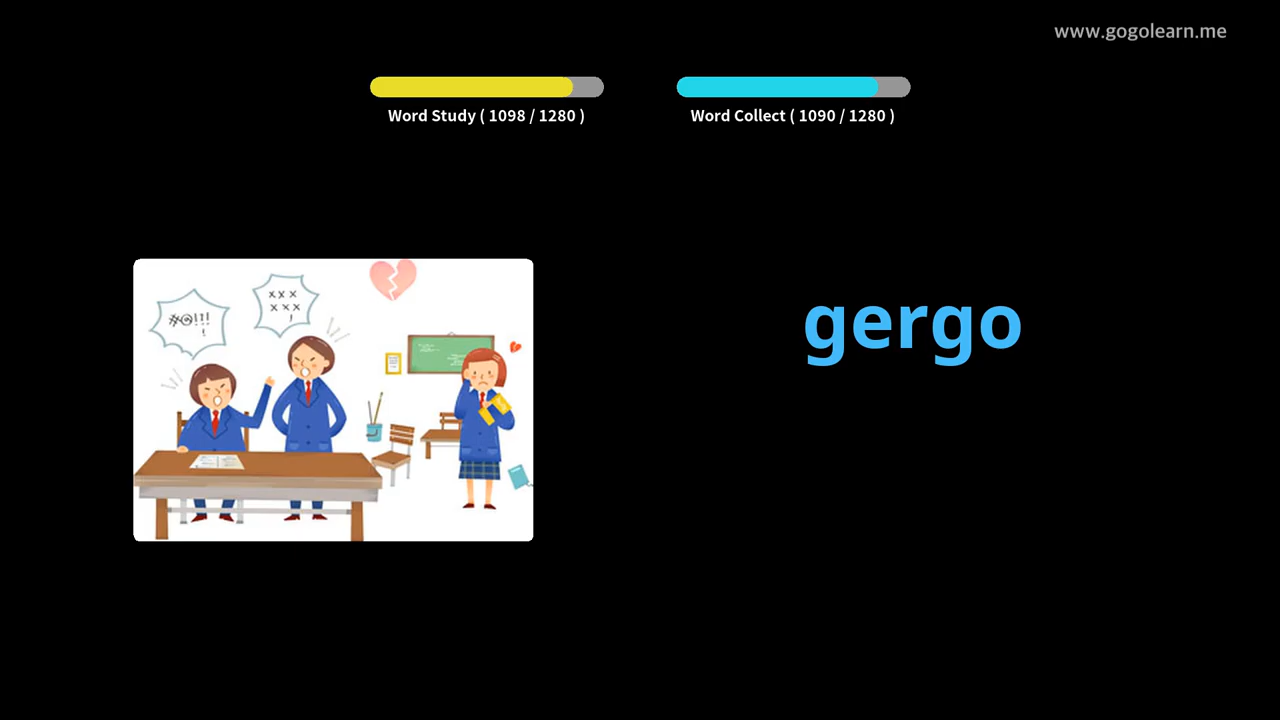 www.gogolearn.me
Word Study ( 1098 / 1280 )
Word Collect ( 1090 / 1280 )
gergo
#@!!!
!
x x x
x x x
!